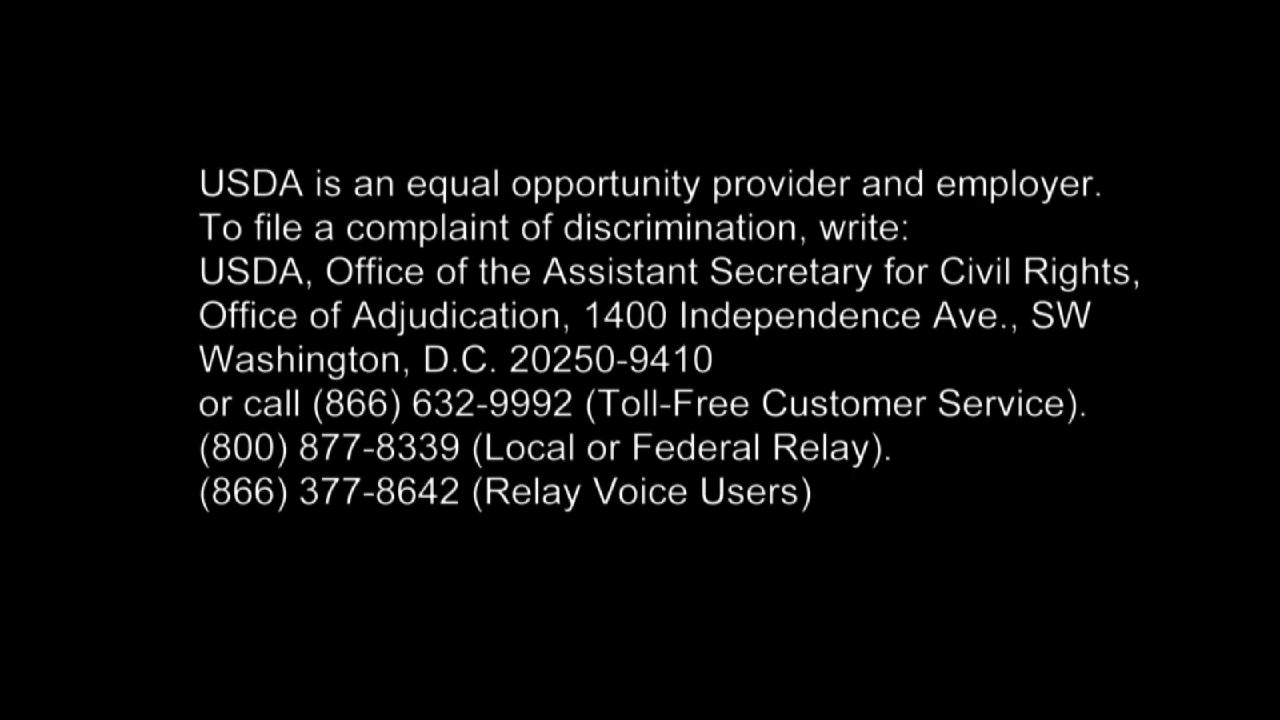 USDA is an equal opportunity provider and employer.
To file a complaint of discrimination, write:
USDA, Office of the Assistant Secretary for Civil Rights,
Office of Adjudication, 1400 Independence Ave., SW
Washington, D.C. 20250-9410
or call (866) 632-9992 (Toll-Free Customer Service).
(800) 877-8339 (Local or Federal Relay).
(866) 377-8642 (Relay Voice Users)